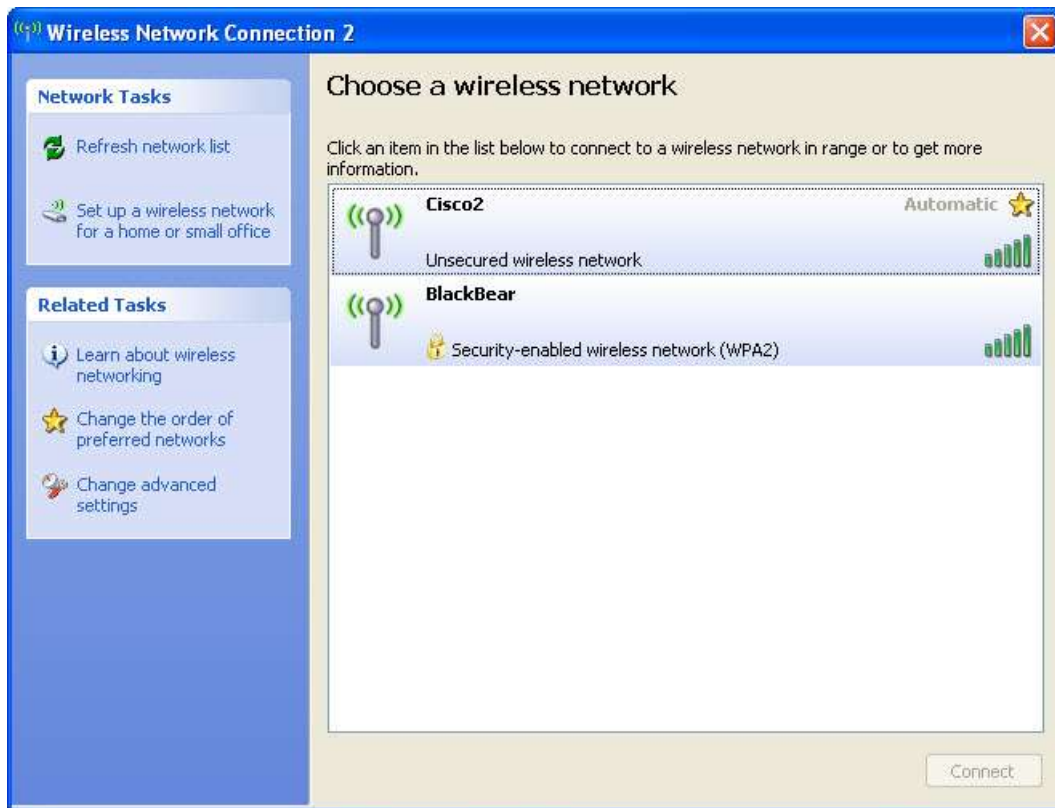 Wireless Network Connection 2
Network Tasks
Refresh network list
Set up a wireless network
for a home or small office
Related Tasks
Learn about wireless
networking
Change the order of
preferred networks
Change advanced
settings
Choose a wireless network
Click an item in the list below to connect to a wireless network in range or to get more
information.
Cisco2 Automatic
Unsecured wireless network
BlackBear
Security-enabled wireless network (WPA2)
Connect